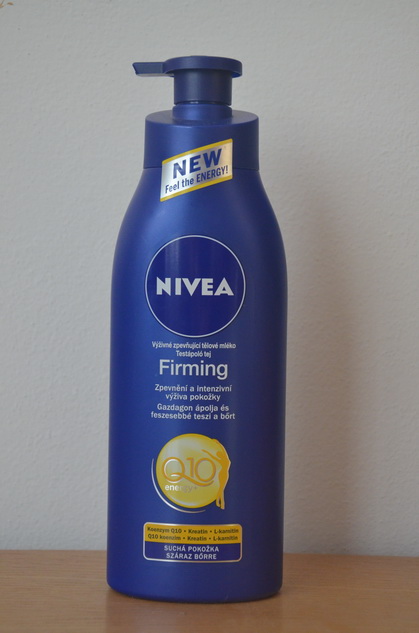 NEW
Feel the ENERGY!
NIVEA
Výživné zpevňující tělové mléko
Testápoló tej
Firming
Zpevnění a intenzivní
výživa pokožky
Gazdagon ápolja és
feszesebbé teszi a bőrt
Q10
energy
Koenzym Q10 • Kreatin • L-karnitin
Q10 koenzim • Kreatin • L-karnitin
SUCHÁ POKOŽKA
SZÁRAZ BŐRRE